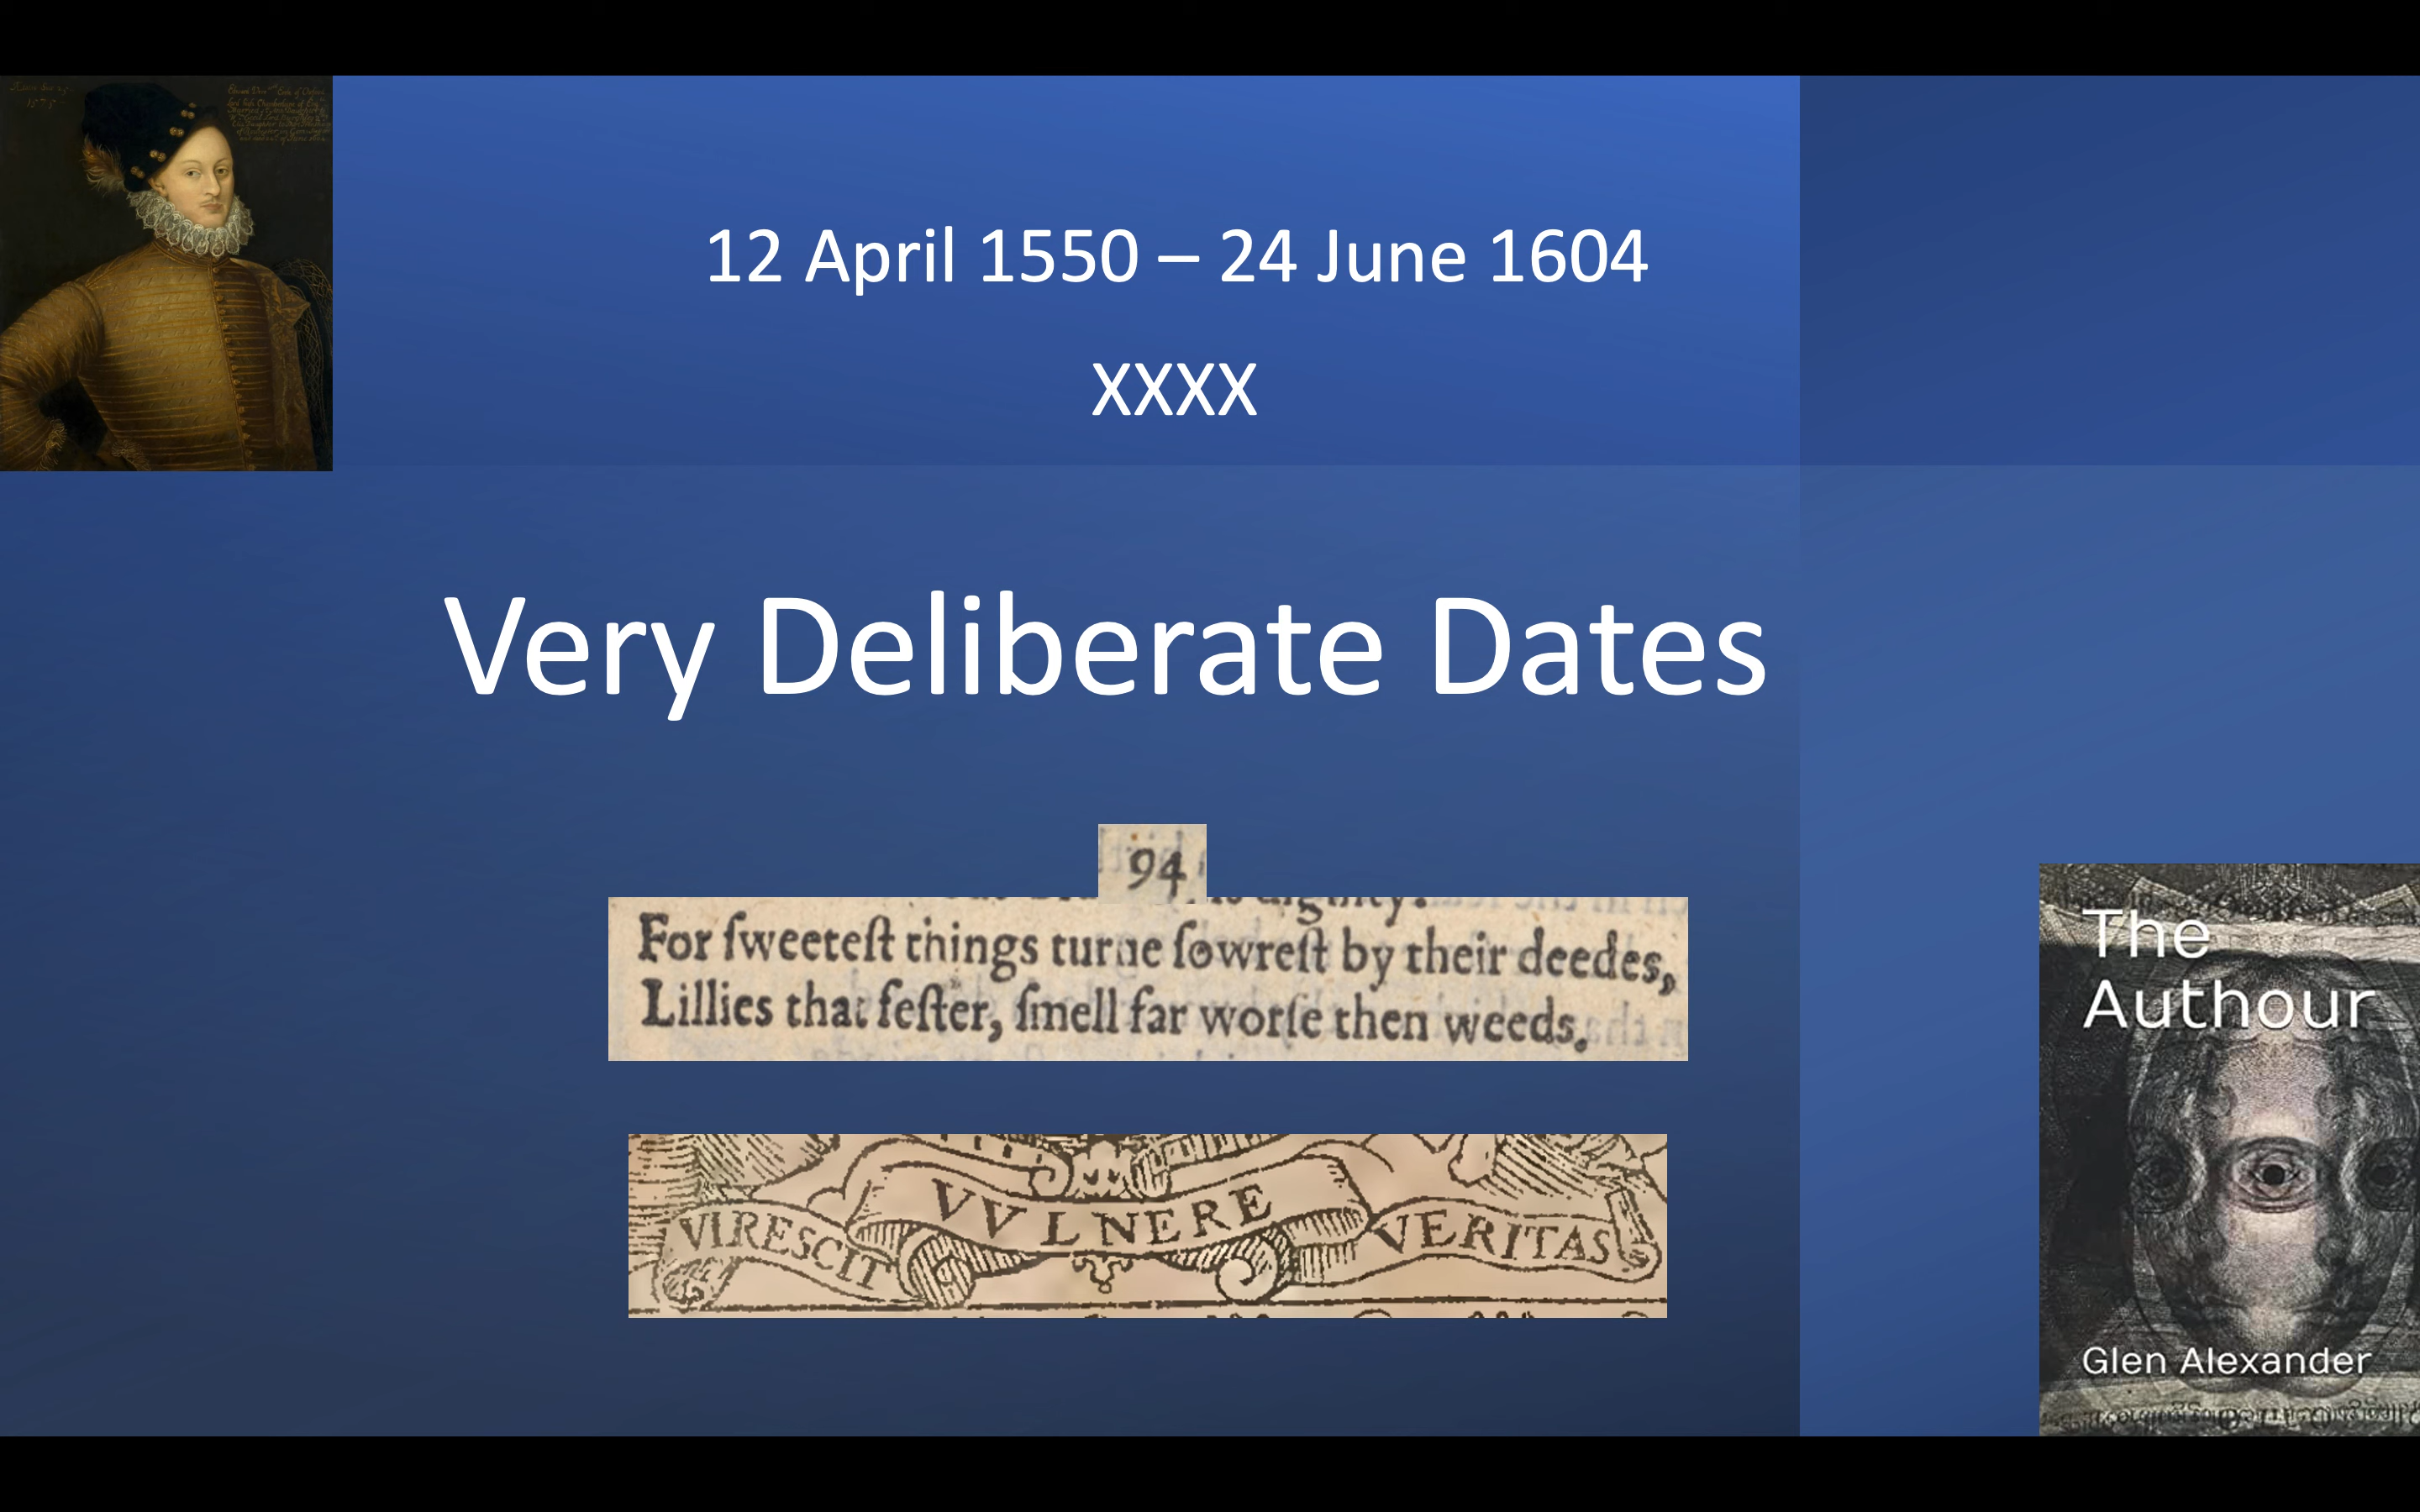 12 April 1550 – 24 June 1604
XXXX
Very Deliberate Dates
94
For ſweeteſt things turne ſowreſt by their deedes,
Lillies that feſter, ſmell far worſe then weeds.
VIRESCIT VVLNERE VERITAS
The
Authour
Glen Alexander